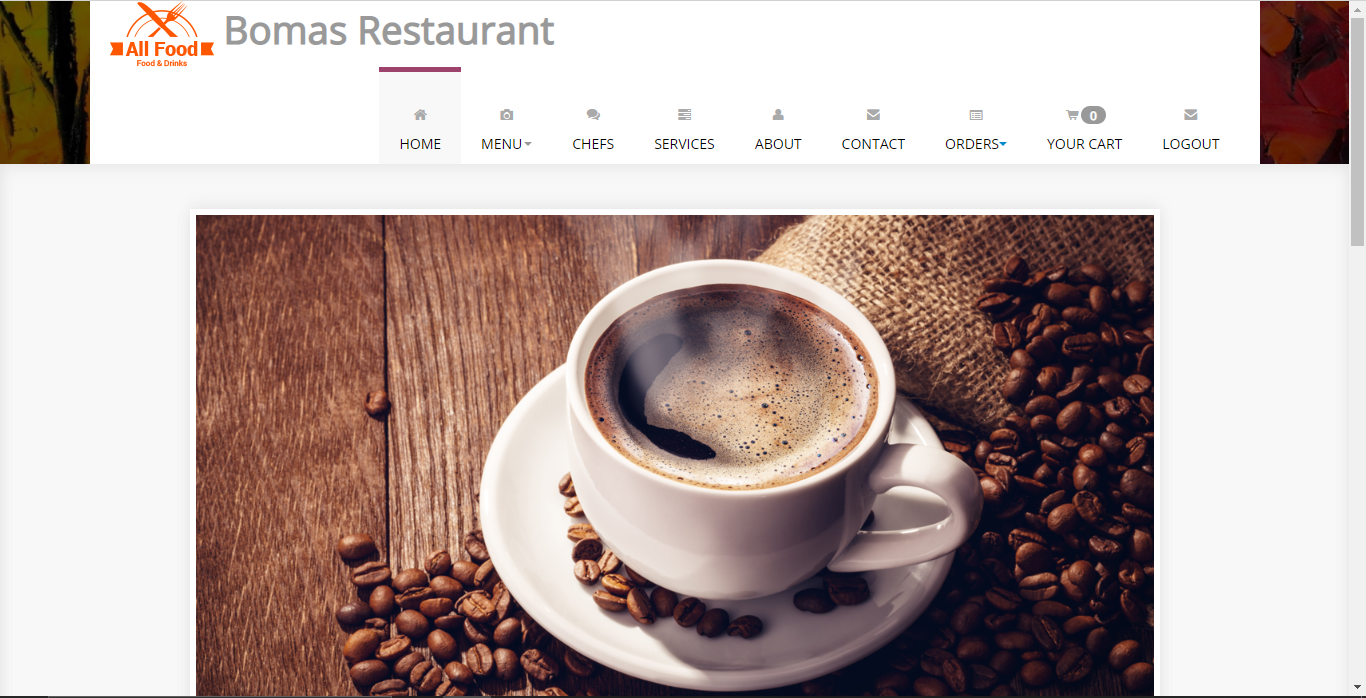 All Food
Food & Drinks
Bomas Restaurant
0
HOME MENU CHEFS SERVICES ABOUT CONTACT ORDERS YOUR CART LOGOUT